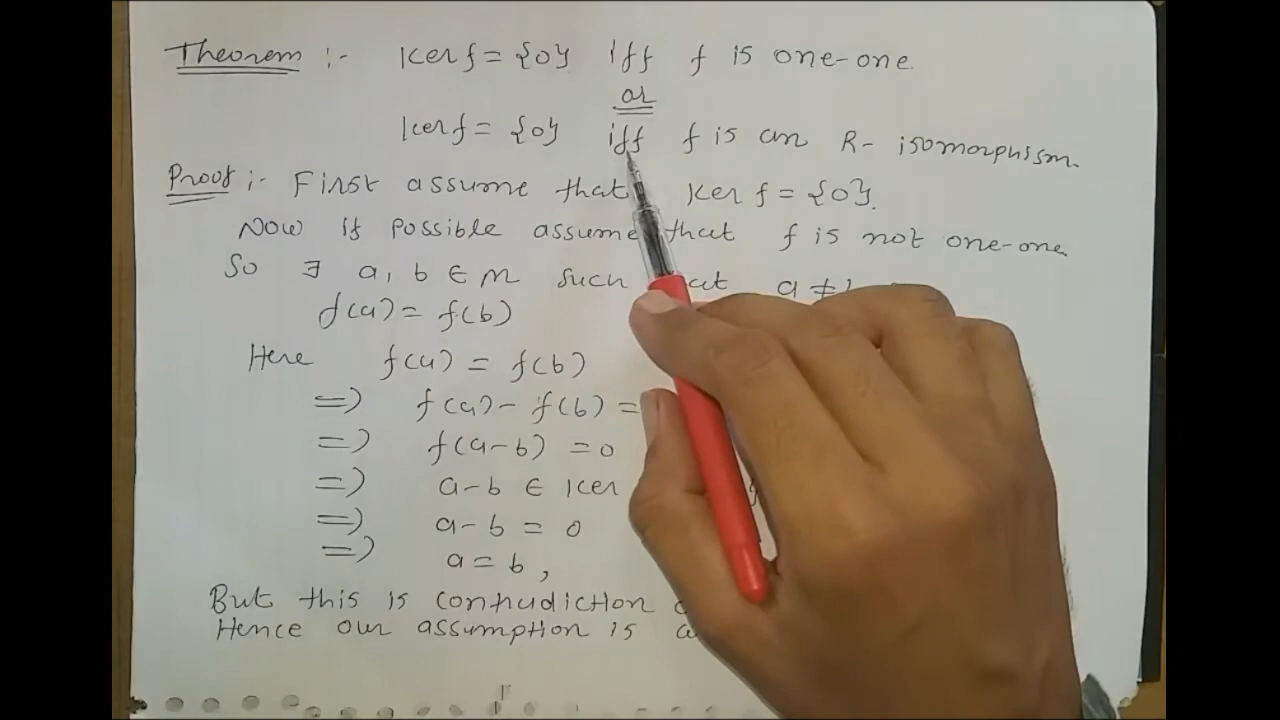 Theorem :- Ker f = {0} iff f is one-one
or
Ker f = {0} iff f is an R- isomorphism.
Proof :- First assume that Ker f = {0}.
Now if possible assume that f is not one-one.
So ∃ a, b ∈ M such that a ≠
f(a) = f(b)
Here f(a) = f(b)
=> f(a) - f(b) =
=> f(a-b) = 0
=> a-b ∈ Ker
=> a-b = 0
=> a = b,
But this is contradiction
Hence our assumption is